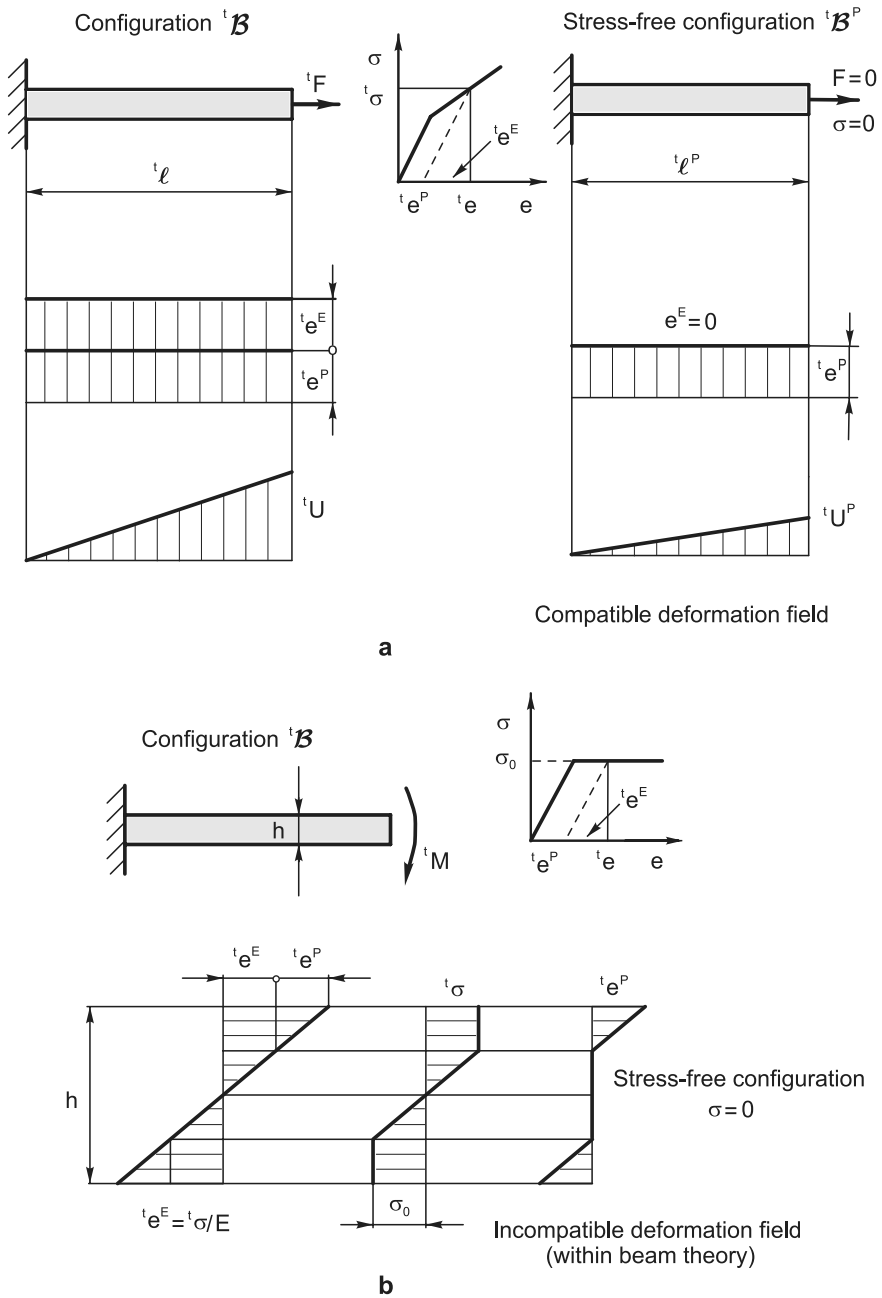 Configuration ᵗ𝓑
Stress-free configuration ᵗ𝓑ᴾ
ᵗF
σ
ᵗσ
ᵗeᴱ
ᵗeᴾ
ᵗe
e
F=0
σ=0
ᵗℓ
ᵗℓᴾ
ᵗeᴱ
ᵗeᴾ
eᴱ=0
ᵗeᴾ
ᵗU
ᵗUᴾ
Compatible deformation field
a
Configuration ᵗ𝓑
h
ᵗM
σ
σ₀
ᵗeᴱ
ᵗeᴾ
ᵗe
e
ᵗeᴱ
ᵗeᴾ
ᵗσ
ᵗeᴾ
h
Stress-free configuration
σ=0
ᵗeᴱ=ᵗσ/E
σ₀
Incompatible deformation field
(within beam theory)
b